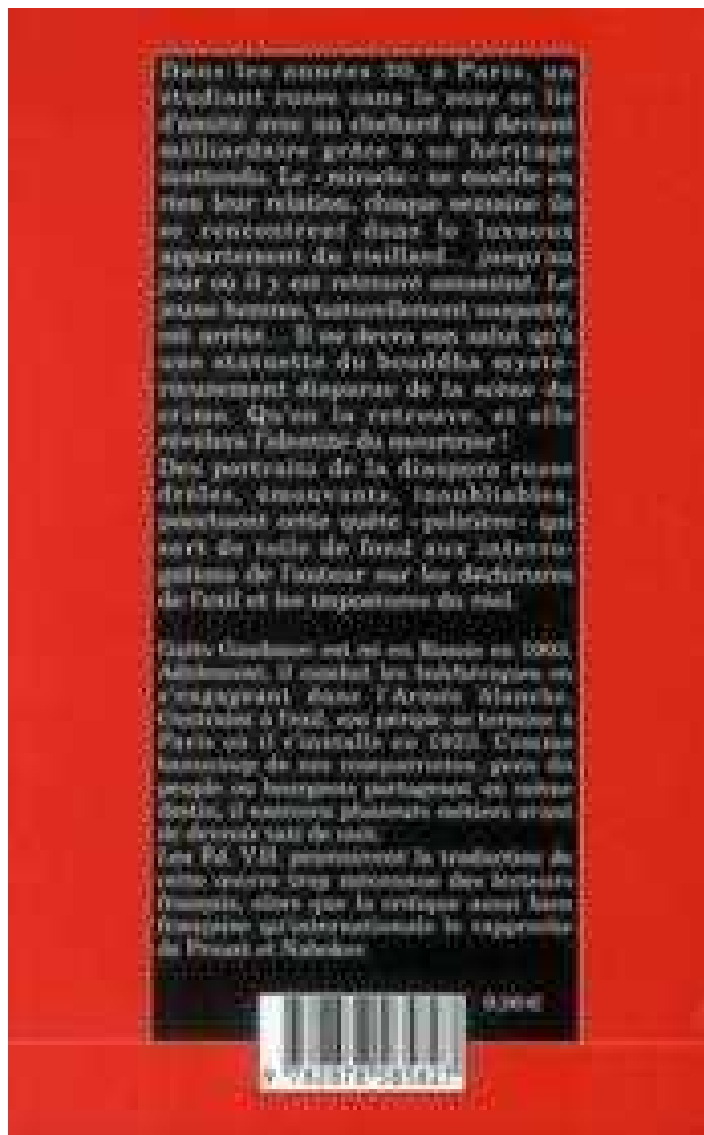 Dans les années 30, à Paris, un
étudiant russe sans le sou se lie
d'amitié avec un clochard qui devient
milliardaire grâce à un héritage
inattendu. Le « miracle » ne modifie en
rien leur relation, chaque semaine ils
se rencontrent dans le luxueux
appartement du vieillard... jusqu'au
jour où il y est retrouvé assassiné. Le
jeune homme, naturellement suspecté,
est arrêté... Il ne devra son salut qu'à
une statuette du bouddha mysté-
rieusement disparue de la scène du
crime. Qu'on la retrouve, et elle
révélera l'identité du meurtrier !
Des portraits de la diaspora russe
drôles, émouvants, inoubliables,
ponctuent cette quête « policière » qui
sert de toile de fond aux interro-
gations de l'auteur sur les déchirures
de l'exil et les impostures du réel.
est né en Russie en 1903.
Adolescent, il combat les bolchéviques en
s'engageant dans l'Armée blanche.
Contraint à l'exil, son périple se termine à
Paris où il s'installe en 1923. Comme
beaucoup de ses compatriotes, gens du
peuple ou bourgeois partageant un même
destin, il exercera plusieurs métiers avant
de devenir taxi de nuit.
Les Éd. V.H. poursuivent la traduction de
cette œuvre trop méconnue des lecteurs
français, alors que la critique aussi bien
française qu'internationale le rapproche
de Proust et Nabokov.